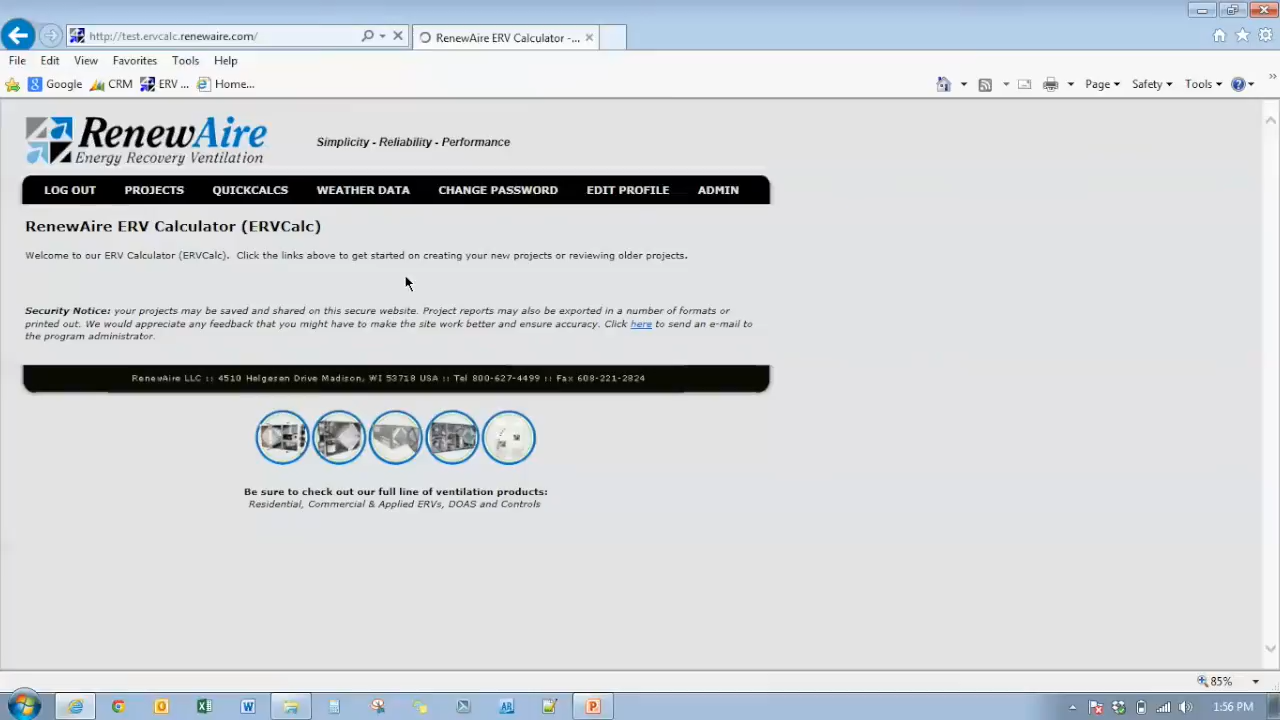 http://test.ervcalc.renewaire.com/
RenewAire ERV Calculator -...
File Edit View Favorites Tools Help
Google CRM ERV ... Home...
Page Safety Tools
RenewAire
Energy Recovery Ventilation
Simplicity - Reliability - Performance
LOG OUT PROJECTS QUICKCALCS WEATHER DATA CHANGE PASSWORD EDIT PROFILE ADMIN
RenewAire ERV Calculator (ERVCalc)
Welcome to our ERV Calculator (ERVCalc). Click the links above to get started on creating your new projects or reviewing older projects.
Security Notice: your projects may be saved and shared on this secure website. Project reports may also be exported in a number of formats or
printed out. We would appreciate any feedback that you might have to make the site work better and ensure accuracy. Click here to send an e-mail to
the program administrator.
RenewAire LLC :: 4510 Helgesen Drive Madison, WI 53718 USA :: Tel 800-627-4499 :: Fax 608-221-2824
Be sure to check out our full line of ventilation products:
Residential, Commercial & Applied ERVs, DOAS and Controls
85%
1:56 PM